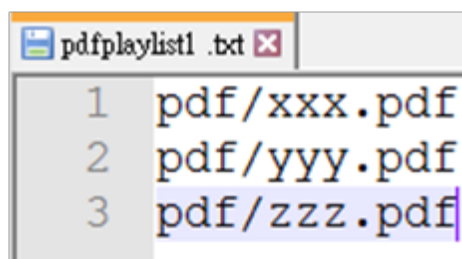 pdfplaylist1 .txt
1 pdf/xxx.pdf
2 pdf/yyy.pdf
3 pdf/zzz.pdf